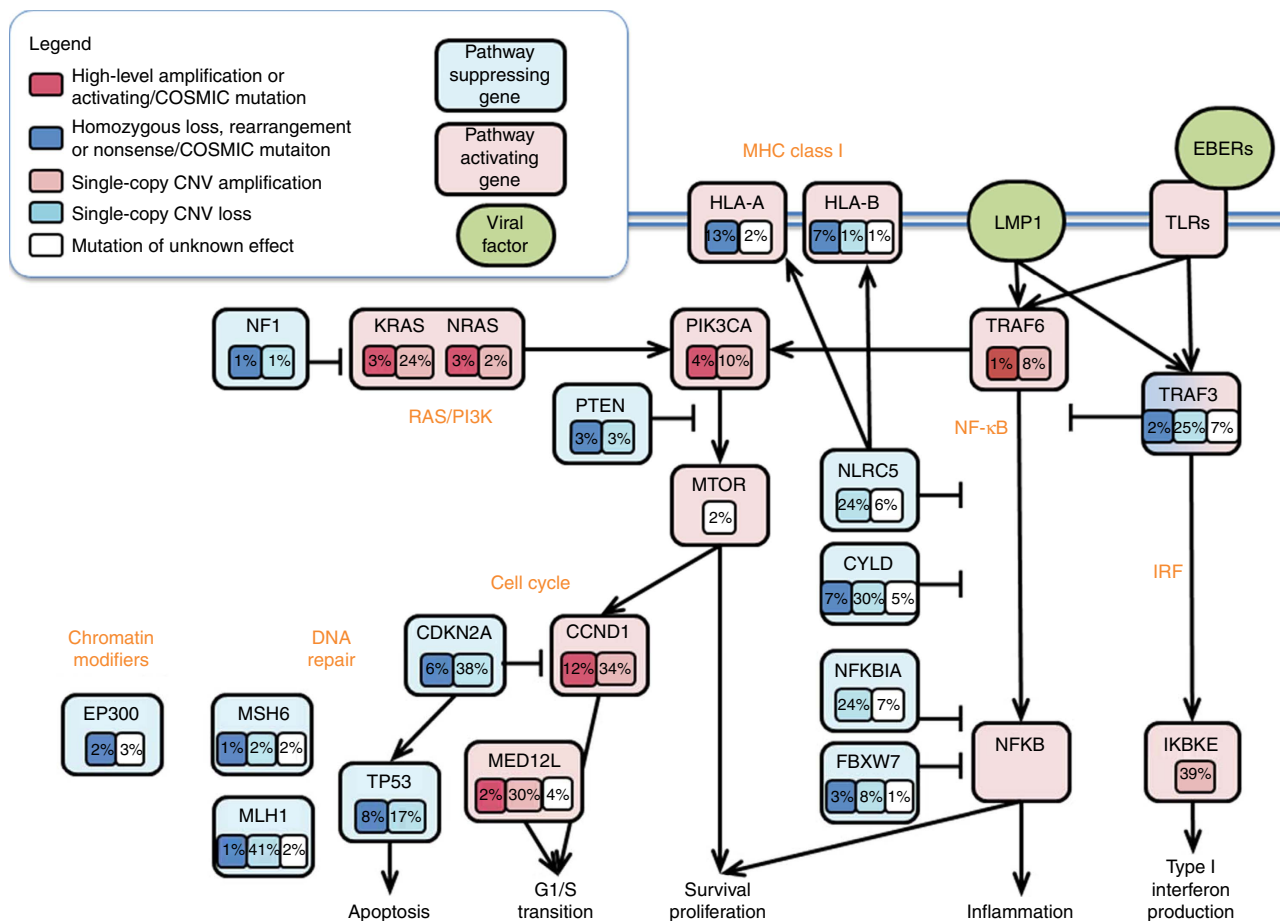 Legend
High-level amplification or
activating/COSMIC mutation
Homozygous loss, rearrangement
or nonsense/COSMIC mutaiton
Single-copy CNV amplification
Single-copy CNV loss
Mutation of unknown effect
Pathway
suppressing
gene
Pathway
activating
gene
Viral
factor
MHC class I
EBERs
HLA-A
13% 2%
HLA-B
7% 1% 1%
LMP1
TLRs
NF1
1% 1%
KRAS NRAS
3% 24% 3% 2%
RAS/PI3K
PIK3CA
4% 10%
TRAF6
1% 8%
PTEN
3% 3%
NF-κB
TRAF3
2% 25% 7%
MTOR
2%
NLRC5
24% 6%
CYLD
7% 30% 5%
IRF
Cell cycle
Chromatin
modifiers
DNA
repair
CDKN2A
6% 38%
CCND1
12% 34%
NFKBIA
24% 7%
EP300
2% 3%
MSH6
1% 2% 2%
MLH1
1% 41% 2%
TP53
8% 17%
MED12L
2% 30% 4%
FBXW7
3% 8% 1%
NFKB
IKBKE
39%
Apoptosis
G1/S
transition
Survival
proliferation
Inflammation
Type I
interferon
production